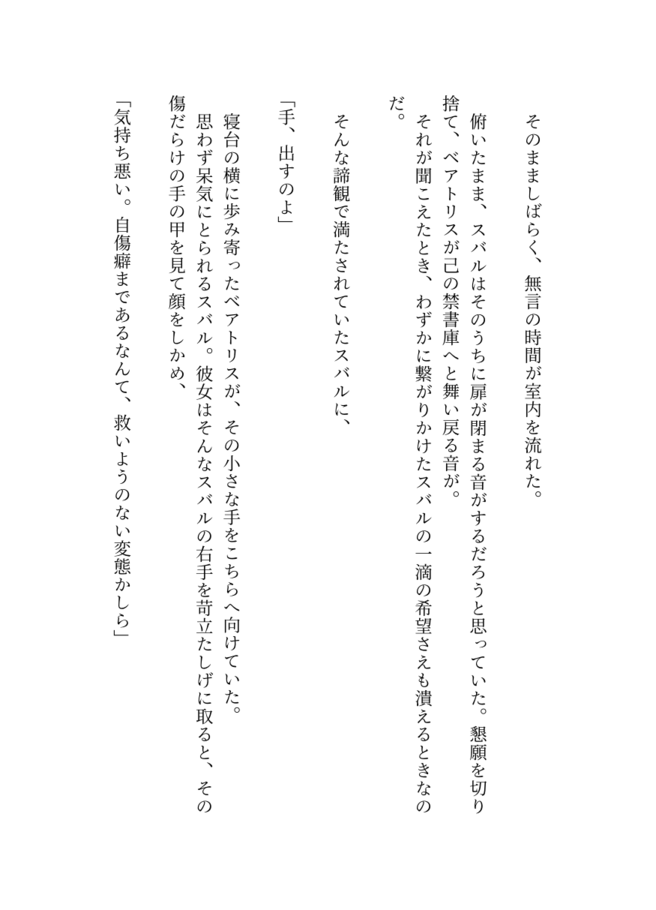 そのまましばらく、無言の時間が室内を流れた。
俯いたまま、スバルはそのうちに扉が閉まる音がするだろうと思っていた。懇願を切り
捨て、ベアトリスが己の禁書庫へと舞い戻る音が。
それが聞こえたとき、わずかに繋がりかけたスバルの一滴の希望さえも潰えるときなの
だ。
そんな諦観で満たされていたスバルに、
「手、出すのよ」
寝台の横に歩み寄ったベアトリスが、その小さな手をこちらへ向けていた。
思わず呆気にとられるスバル。彼女はそんなスバルの右手を苛立たしげに取ると、その
傷だらけの手の甲を見て顔をしかめ、
「気持ち悪い。自傷癖まであるなんて、救いようのない変態かしら」